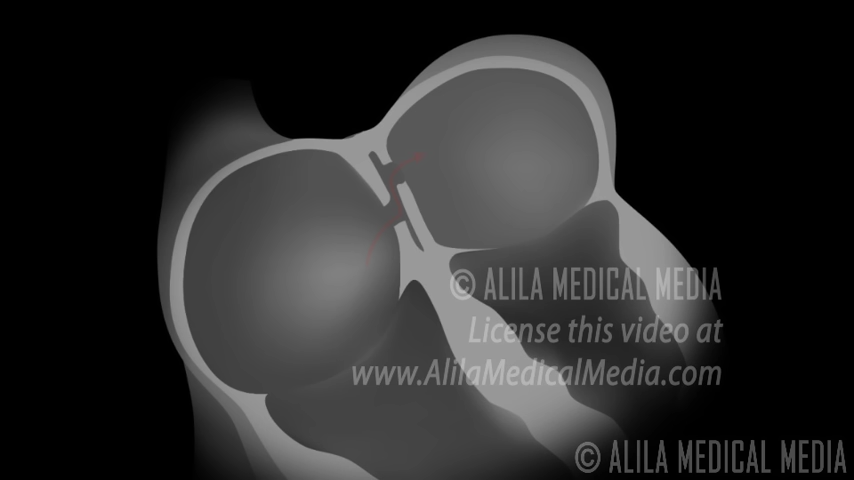 © ALILA MEDICAL MEDIA
License this video at
www.AlilaMedicalMedia.com
© ALILA MEDICAL MEDIA